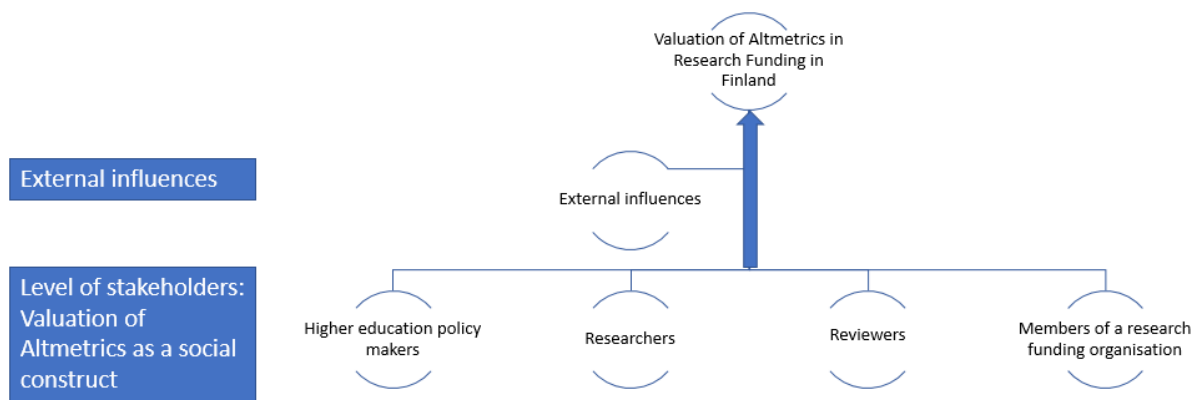 Valuation of Altmetrics in
Research Funding in
Finland
External influences
External influences
Level of stakeholders:
Valuation of
Altmetrics as a social
construct
Higher education policy
makers
Researchers
Reviewers
Members of a research
funding organisation